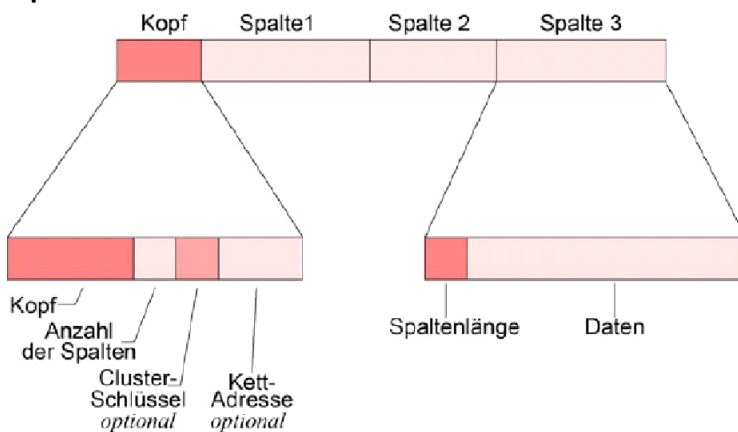 Kopf Spalte1 Spalte 2 Spalte 3
Kopf
Anzahl
der Spalten
Cluster-
Schlüssel
optional
Kett-
Adresse
optional
Spaltenlänge
Daten